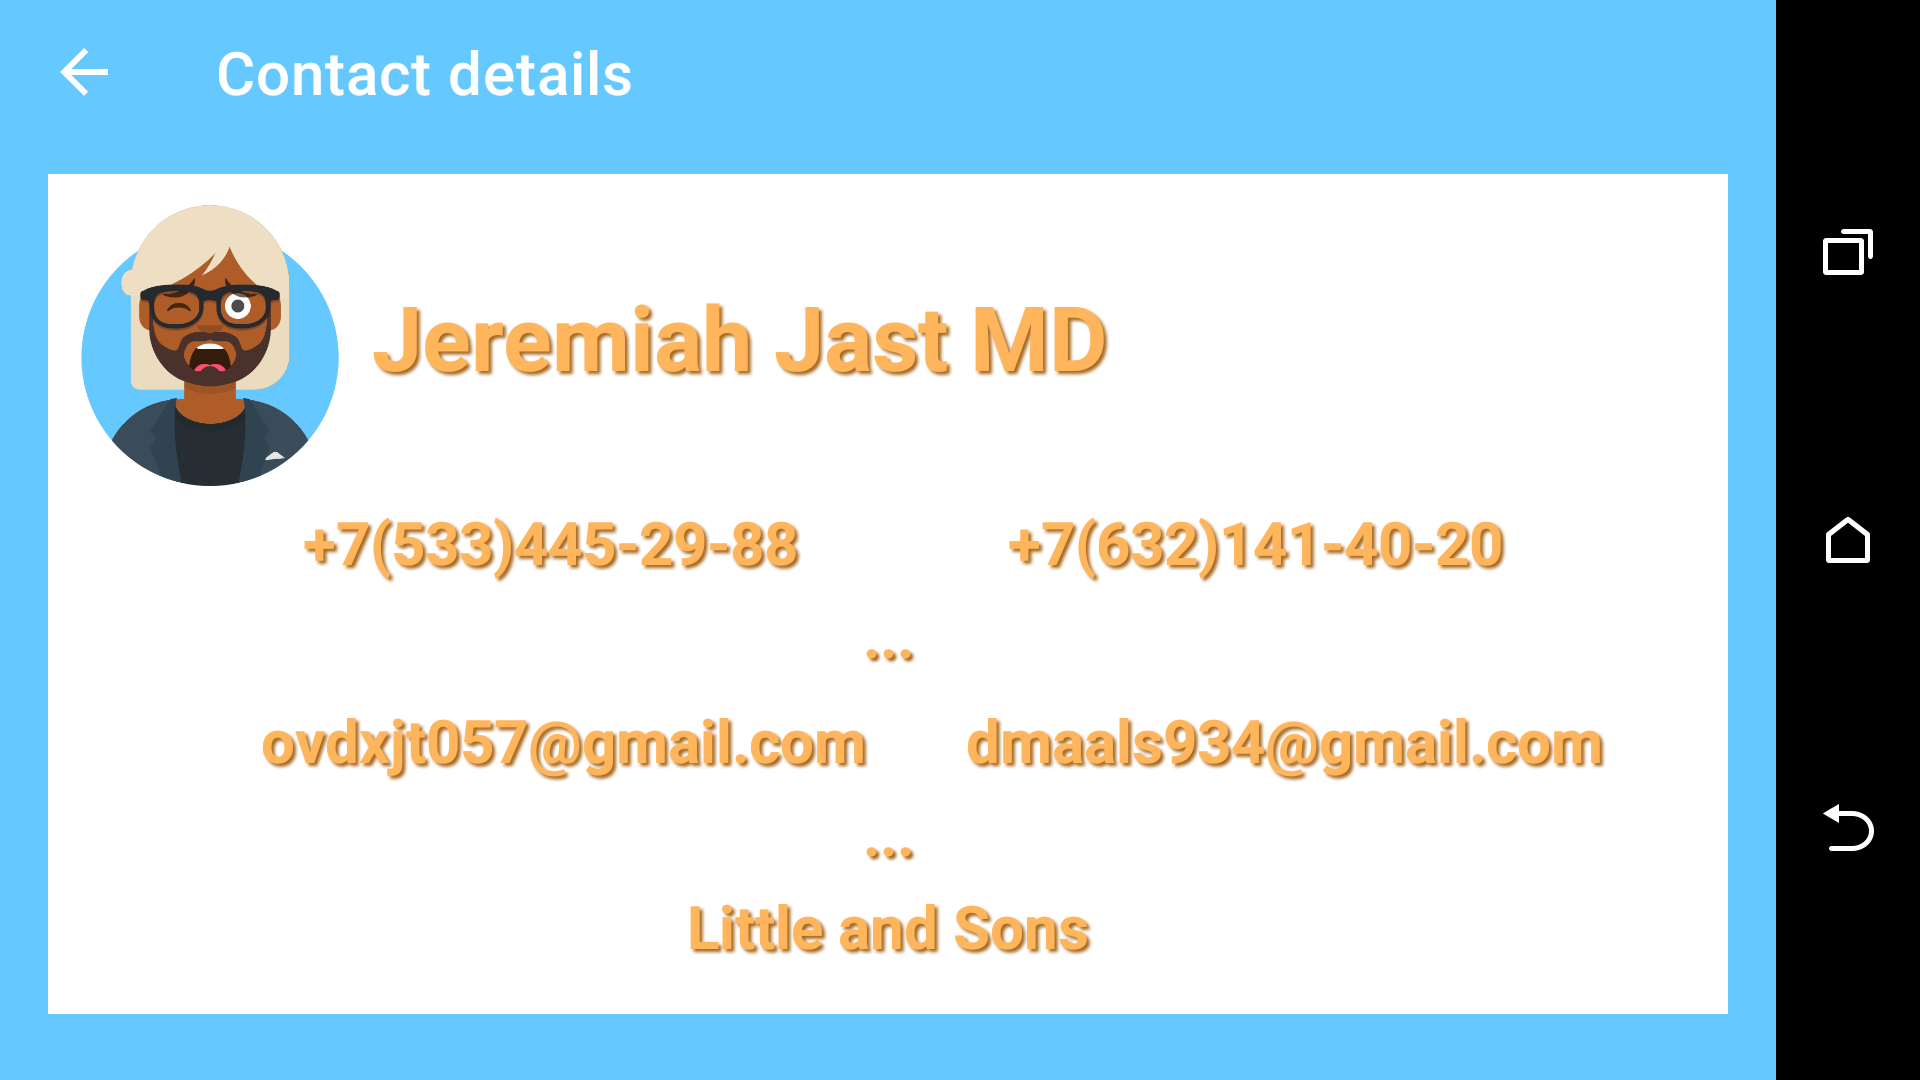 Contact details
Jeremiah Jast MD
+7(533)445-29-88 +7(632)141-40-20
...
ovdxjt057@gmail.com dmaals934@gmail.com
...
Little and Sons